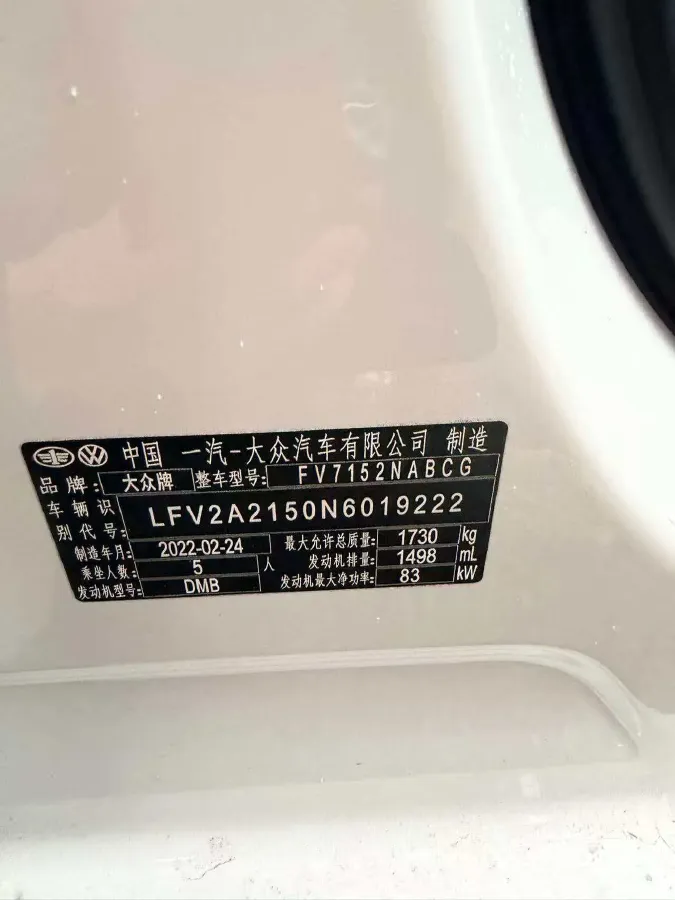 中国 一汽-大众汽车有限公司 制造
品牌: 大众牌 整车型号: FV7152NABCG
车辆识别代号: LFV2A2150N6019222
制造年月: 2022-02-24 最大允许总质量: 1730 kg
乘坐人数: 5 人 发动机排量: 1498 mL
发动机型号: DMB 发动机最大净功率: 83 kW